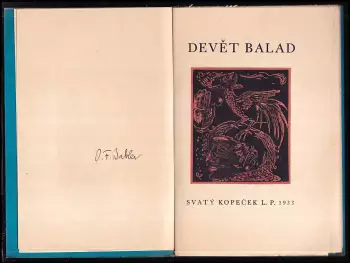 O. F. Babler
DEVĚT BALAD
SVATÝ KOPEČEK L. P. 1933